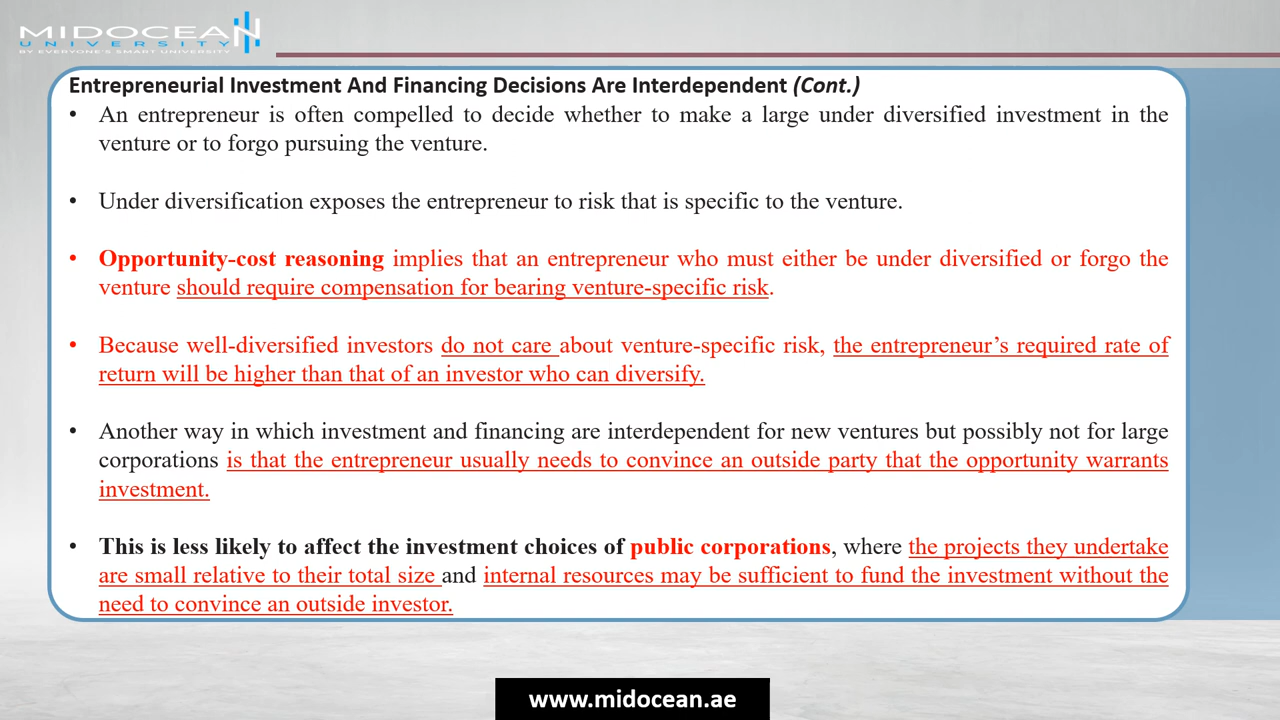 MIDOCEAN
UNIVERSITY
BY EVERYONE'S SMART UNIVERSITY
Entrepreneurial Investment And Financing Decisions Are Interdependent (Cont.)
• An entrepreneur is often compelled to decide whether to make a large under diversified investment in the
venture or to forgo pursuing the venture.
• Under diversification exposes the entrepreneur to risk that is specific to the venture.
• Opportunity-cost reasoning implies that an entrepreneur who must either be under diversified or forgo the
venture should require compensation for bearing venture-specific risk.
• Because well-diversified investors do not care about venture-specific risk, the entrepreneur’s required rate of
return will be higher than that of an investor who can diversify.
• Another way in which investment and financing are interdependent for new ventures but possibly not for large
corporations is that the entrepreneur usually needs to convince an outside party that the opportunity warrants
investment.
• This is less likely to affect the investment choices of public corporations, where the projects they undertake
are small relative to their total size and internal resources may be sufficient to fund the investment without the
need to convince an outside investor.
www.midocean.ae